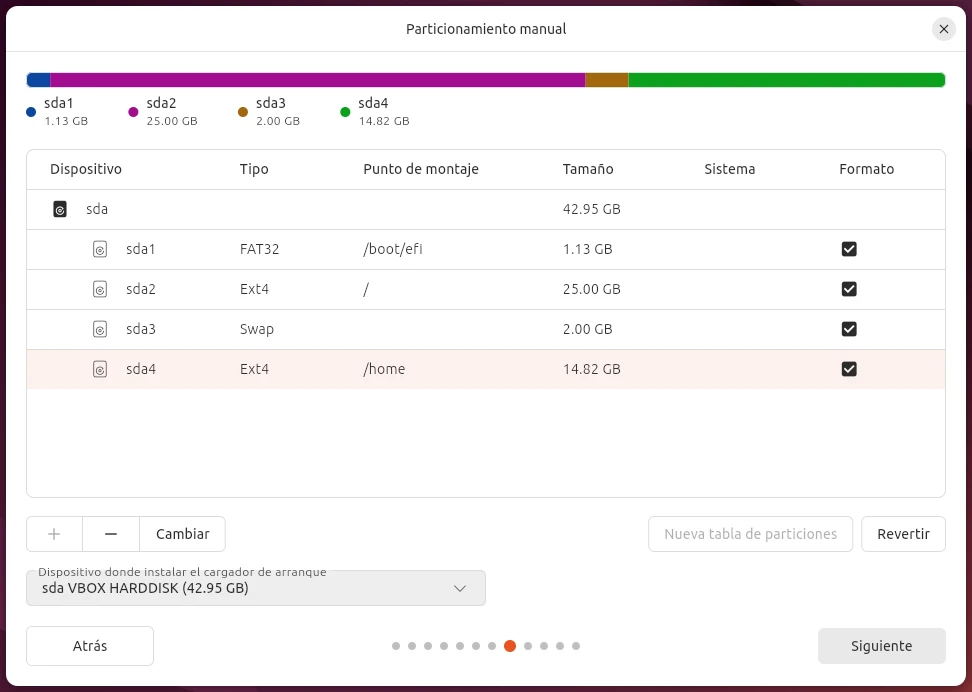 Particionamiento manual
sda1 sda2 sda3 sda4
1.13 GB 25.00 GB 2.00 GB 14.82 GB
Dispositivo Tipo Punto de montaje Tamaño Sistema Formato
sda 42.95 GB
sda1 FAT32 /boot/efi 1.13 GB
sda2 Ext4 / 25.00 GB
sda3 Swap 2.00 GB
sda4 Ext4 /home 14.82 GB
Cambiar Nueva tabla de particiones Revertir
Dispositivo donde instalar el cargador de arranque
sda VBOX HARDDISK (42.95 GB)
Atrás Siguiente